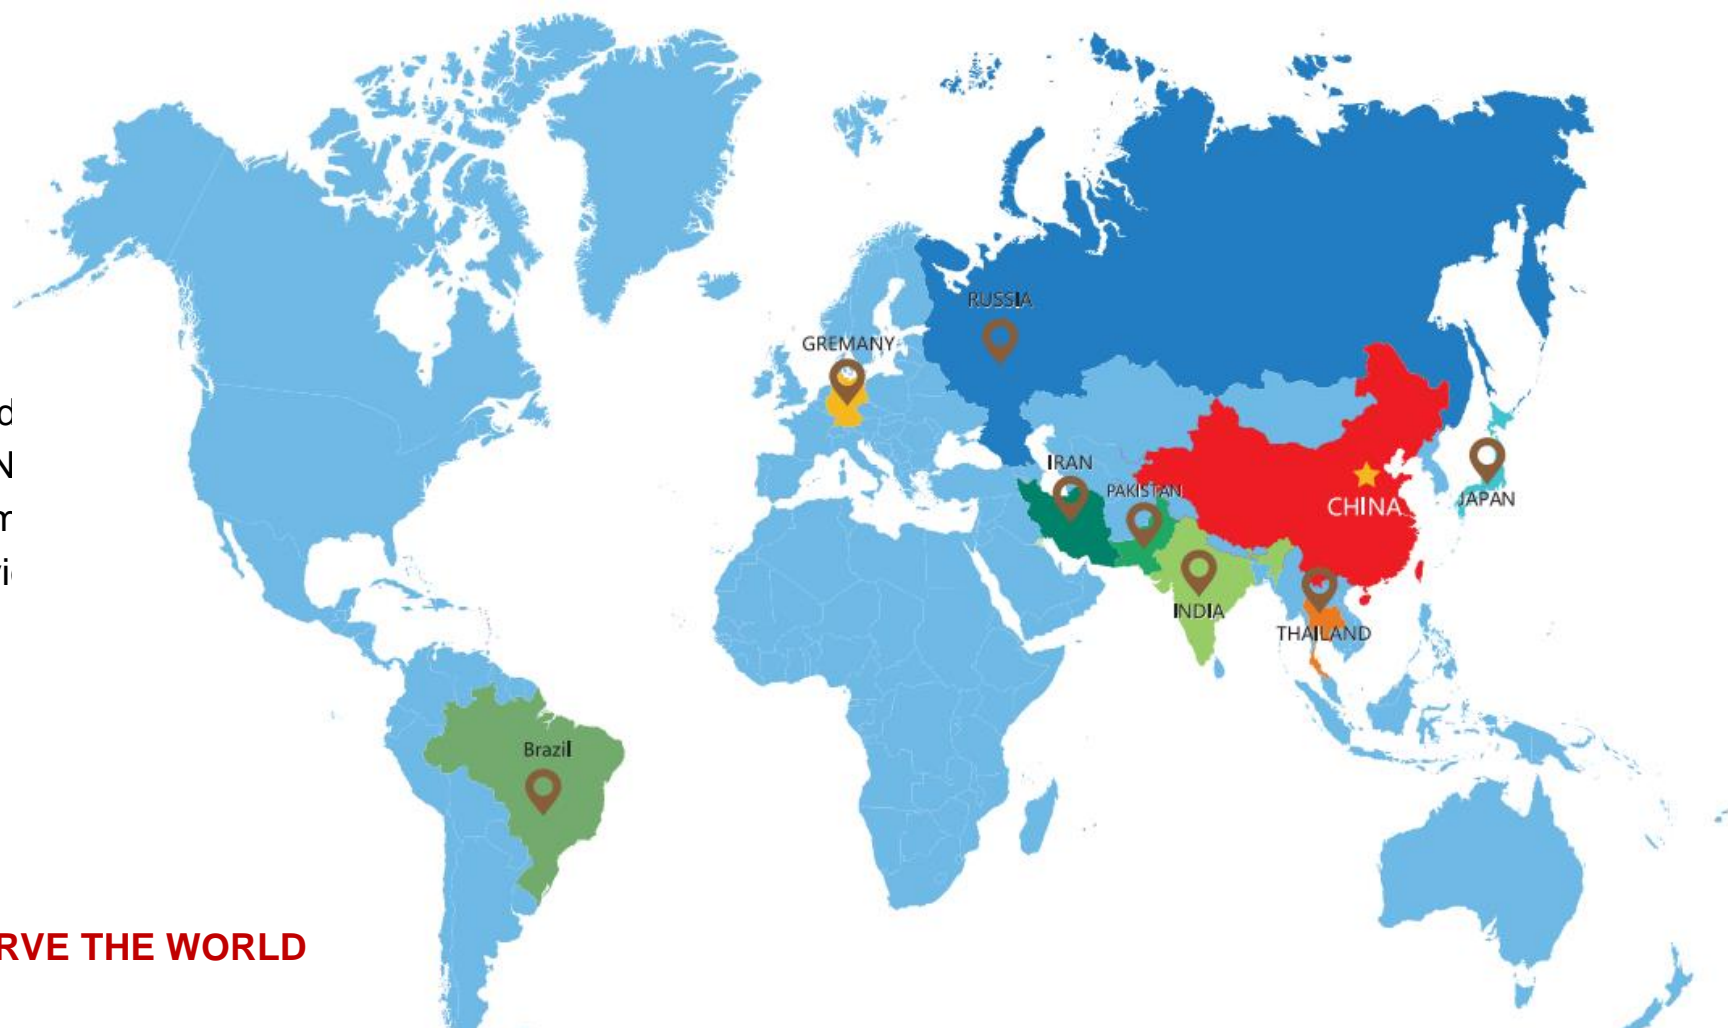 RUSSIA
GREMANY
d
N
IRAN
PAKISTAN
CHINA
JAPAN
INDIA
THAILAND
Brazil
RVE THE WORLD